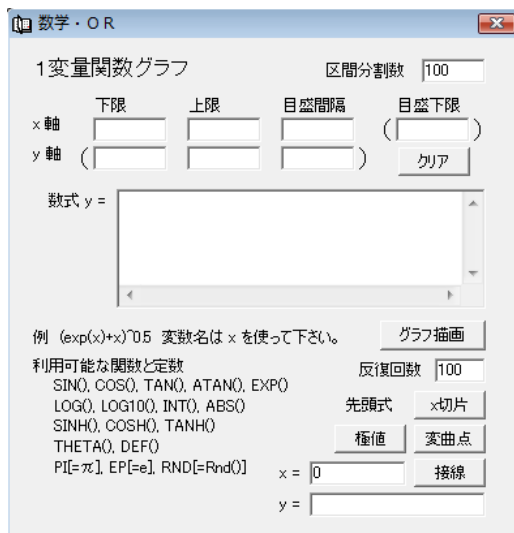 数学・OR
1変量関数グラフ 区間分割数 100
下限 上限 目盛間隔 目盛下限
x軸 ( )
y軸 ( ) クリア
数式 y =
例 (exp(x)+x)^0.5 変数名は x を使って下さい。 グラフ描画
利用可能な関数と定数 反復回数 100
SIN(), COS(), TAN(), ATAN(), EXP()
LOG(), LOG10(), INT(), ABS() 先頭式 x切片
SINH(), COSH(), TANH()
THETA(), DEF() 極値 変曲点
PI[=π], EP[=e], RND[=Rnd()] x = 0 接線
y =